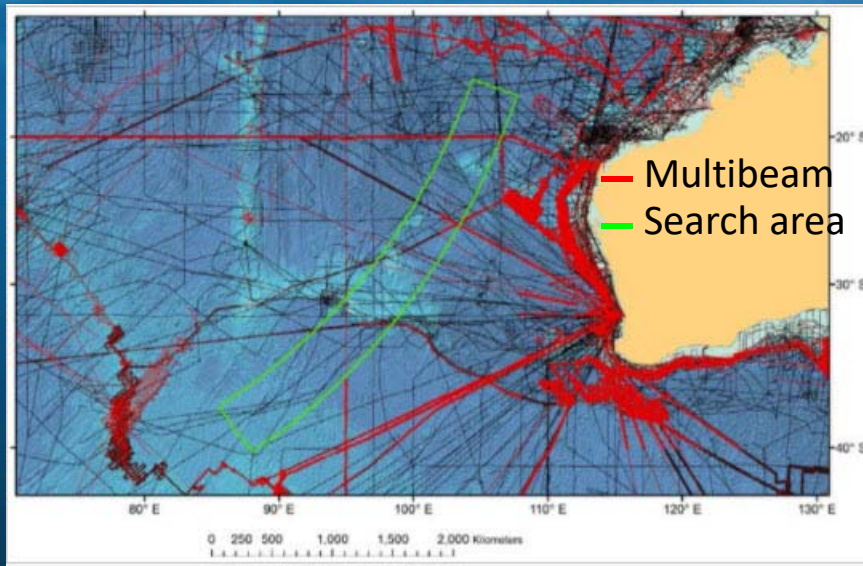 20° S
Multibeam
Search area
30° S
40° S
80° E 90° E 100° E 110° E 120° E 130° E
0 250 500 1,000 1,500 2,000 Kilometers